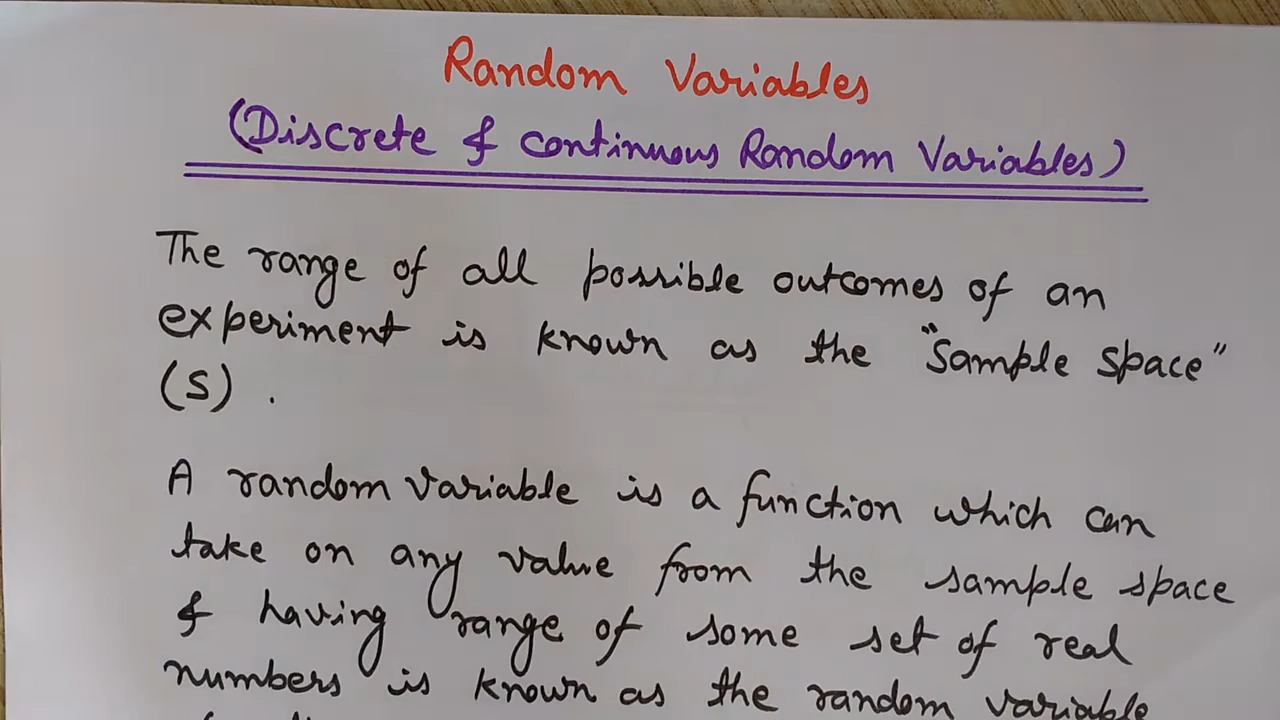 Random Variables
(Discrete & continuous Random Variables)
The range of all possible outcomes of an
experiment is known as the "Sample space"
(S).
A random variable is a function which can
take on any value from the sample space
& having range of some set of real
numbers is known as the random variable